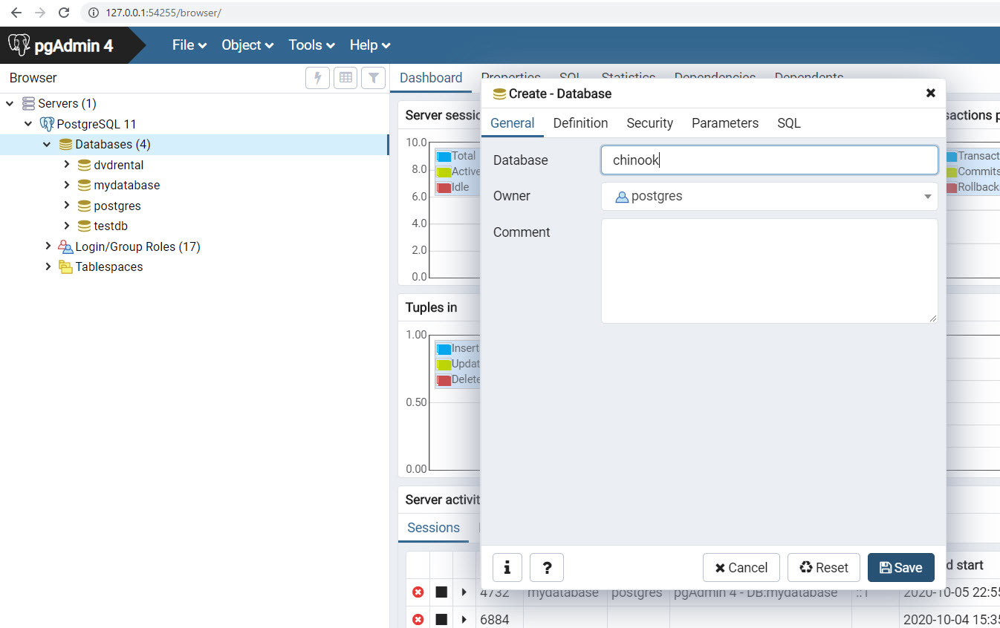 127.0.0.1:54255/browser/
pgAdmin 4
File Object Tools Help
Browser
Servers (1)
PostgreSQL 11
Databases (4)
dvdrental
mydatabase
postgres
testdb
Login/Group Roles (17)
Tablespaces
Dashboard Properties SQL Statistics Dependencies Dependents
Server sessio
sactions p
10.0
8.0
6.0
4.0
2.0
0.0
Total
Active
Idle
Transact
Commits
Rollback
Tuples in
1.00
0.50
0.00
Insert
Updat
Delete
Server activit
Sessions
d start
4732 mydatabase postgres pgAdmin 4 - DB:mydatabase ::1 2020-10-05 22:55
6884 2020-10-04 15:35
Create - Database
General Definition Security Parameters SQL
Database chinook
Owner postgres
Comment
i ? Cancel Reset Save